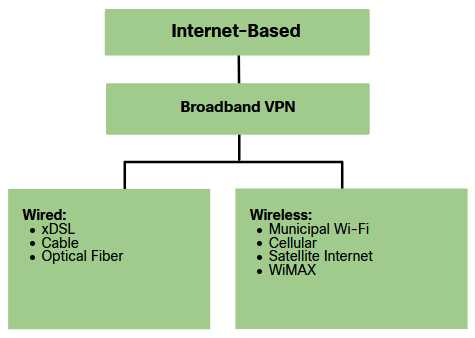 Internet-Based
Broadband VPN
Wired:
• xDSL
• Cable
• Optical Fiber
Wireless:
• Municipal Wi-Fi
• Cellular
• Satellite Internet
• WiMAX